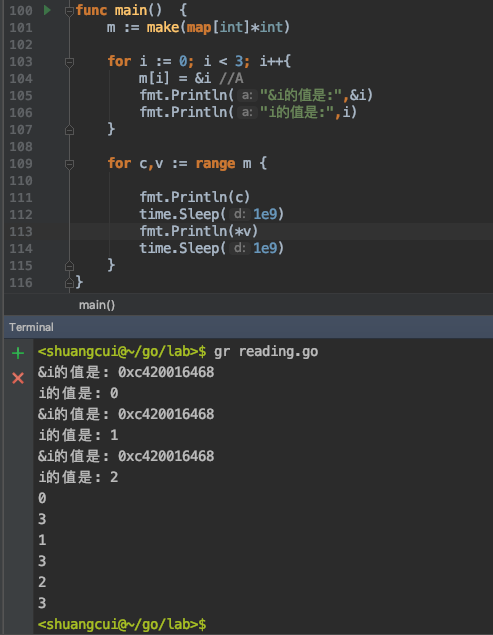 100 func main() {
101 m := make(map[int]*int)
102
103 for i := 0; i < 3; i++{
104 m[i] = &i //A
105 fmt.Println( a: "&i的值是:",&i)
106 fmt.Println( a: "i的值是:",i)
107 }
108
109 for c,v := range m {
110
111 fmt.Println(c)
112 time.Sleep( d: 1e9)
113 fmt.Println(*v)
114 time.Sleep( d: 1e9)
115 }
116 }
main()
Terminal
<shuangcui@~/go/lab>$ gr reading.go
&i的值是: 0xc420016468
i的值是: 0
&i的值是: 0xc420016468
i的值是: 1
&i的值是: 0xc420016468
i的值是: 2
0
3
1
3
2
3
<shuangcui@~/go/lab>$